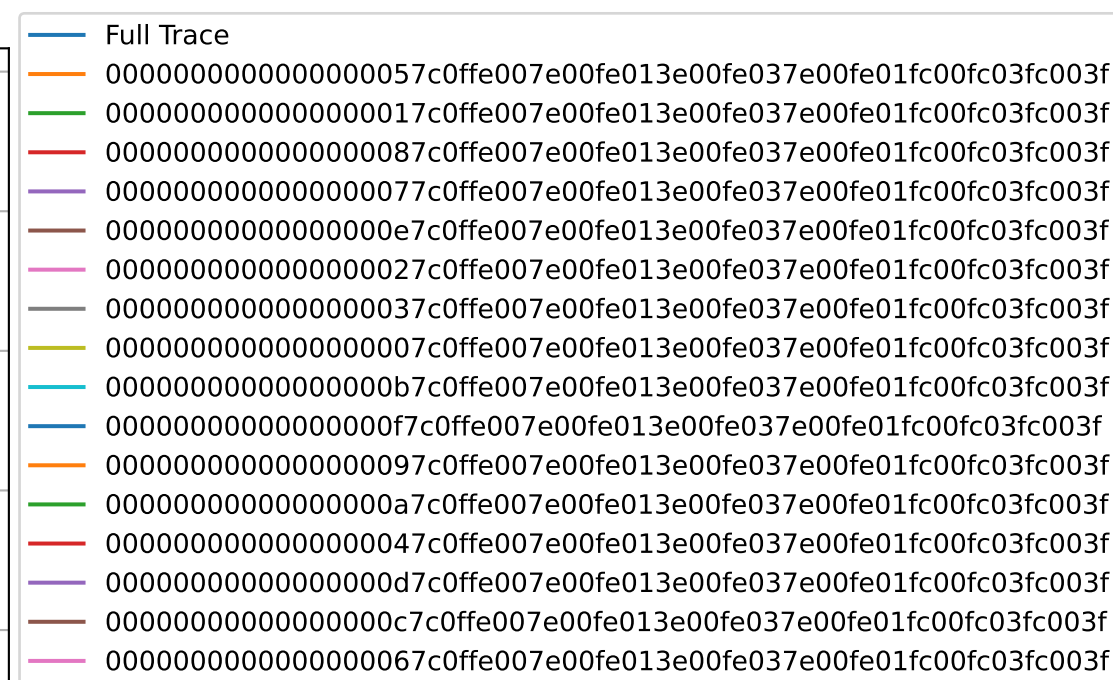 Full Trace
0000000000000000057c0ffe007e00fe013e00fe037e00fe01fc00fc03fc003f
0000000000000000017c0ffe007e00fe013e00fe037e00fe01fc00fc03fc003f
0000000000000000087c0ffe007e00fe013e00fe037e00fe01fc00fc03fc003f
0000000000000000077c0ffe007e00fe013e00fe037e00fe01fc00fc03fc003f
00000000000000000e7c0ffe007e00fe013e00fe037e00fe01fc00fc03fc003f
0000000000000000027c0ffe007e00fe013e00fe037e00fe01fc00fc03fc003f
0000000000000000037c0ffe007e00fe013e00fe037e00fe01fc00fc03fc003f
0000000000000000007c0ffe007e00fe013e00fe037e00fe01fc00fc03fc003f
00000000000000000b7c0ffe007e00fe013e00fe037e00fe01fc00fc03fc003f
00000000000000000f7c0ffe007e00fe013e00fe037e00fe01fc00fc03fc003f
0000000000000000097c0ffe007e00fe013e00fe037e00fe01fc00fc03fc003f
00000000000000000a7c0ffe007e00fe013e00fe037e00fe01fc00fc03fc003f
0000000000000000047c0ffe007e00fe013e00fe037e00fe01fc00fc03fc003f
00000000000000000d7c0ffe007e00fe013e00fe037e00fe01fc00fc03fc003f
00000000000000000c7c0ffe007e00fe013e00fe037e00fe01fc00fc03fc003f
0000000000000000067c0ffe007e00fe013e00fe037e00fe01fc00fc03fc003f